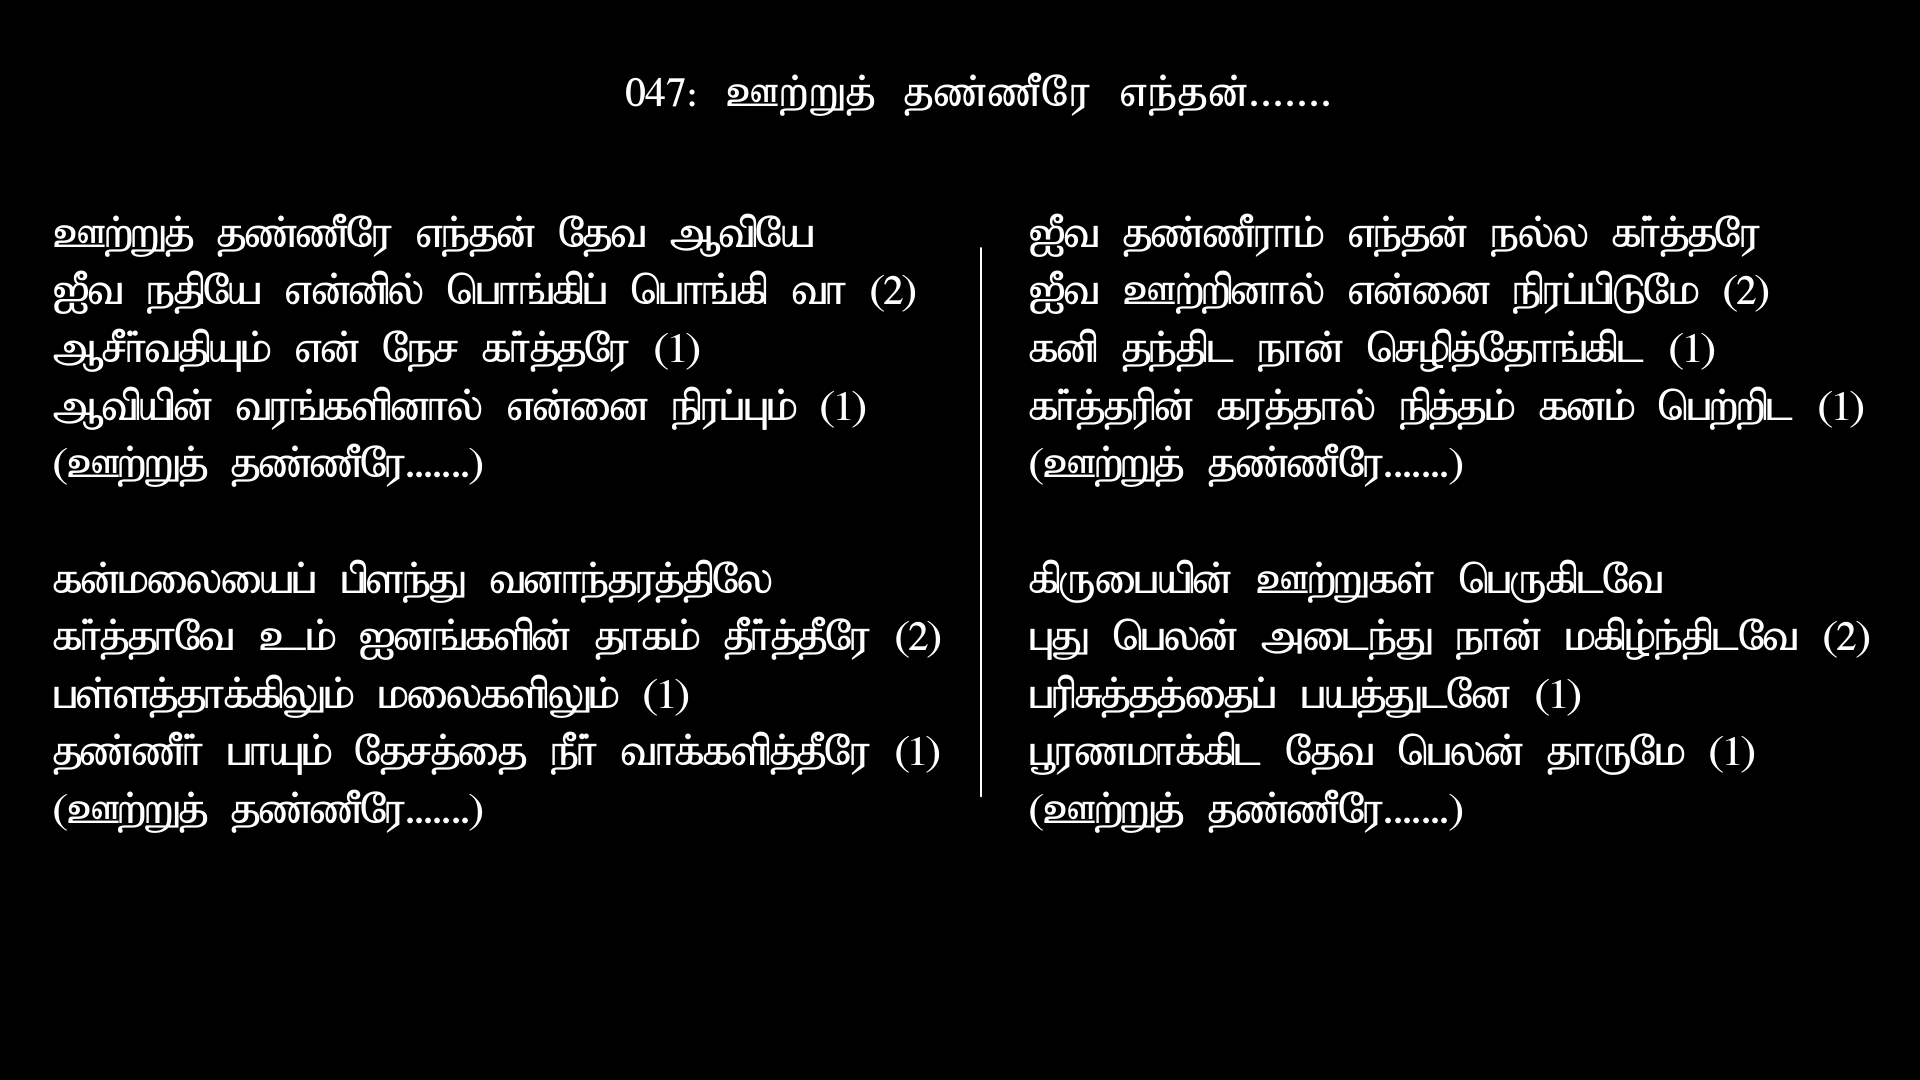 047: ஊற்றுத் தண்ணீரே எந்தன்.......
ஊற்றுத் தண்ணீரே எந்தன் தேவ ஆவியே
ஜீவ நதியே என்னில் பொங்கிப் பொங்கி வா (2)
ஆசீர்வதியும் என் நேச கர்த்தரே (1)
ஆவியின் வரங்களினால் என்னை நிரப்பும் (1)
(ஊற்றுத் தண்ணீரே.......)
கன்மலையைப் பிளந்து வனாந்தரத்திலே
கர்த்தாவே உம் ஜனங்களின் தாகம் தீர்த்தீரே (2)
பள்ளத்தாக்கிலும் மலைகளிலும் (1)
தண்ணீர் பாயும் தேசத்தை நீர் வாக்களித்தீரே (1)
(ஊற்றுத் தண்ணீரே.......)
ஜீவ தண்ணீராம் எந்தன் நல்ல கர்த்தரே
ஜீவ ஊற்றினால் என்னை நிரப்பிடுமே (2)
கனி தந்திட நான் செழித்தோங்கிட (1)
கர்த்தரின் கரத்தால் நித்தம் கனம் பெற்றிட (1)
(ஊற்றுத் தண்ணீரே.......)
கிருபையின் ஊற்றுகள் பெருகிடவே
புது பெலன் அடைந்து நான் மகிழ்ந்திடவே (2)
பரிசுத்தத்தைப் பயத்துடனே (1)
பூரணமாக்கிட தேவ பெலன் தாருமே (1)
(ஊற்றுத் தண்ணீரே.......)